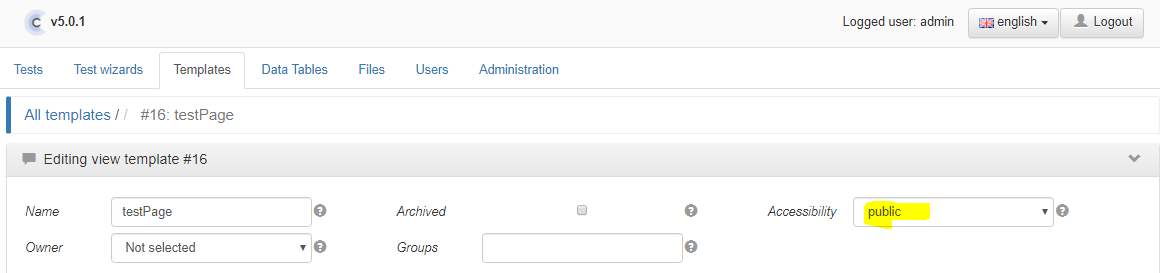 v5.0.1 Logged user: admin english Logout
Tests Test wizards Templates Data Tables Files Users Administration
All templates / / #16: testPage
Editing view template #16
Name testPage Archived Accessibility public
Owner Not selected Groups